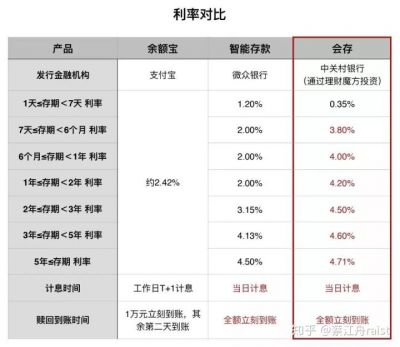 利率对比
产品 余额宝 智能存款 会存
发行金融机构 支付宝 微众银行 中关村银行
（通过理财魔方投资）
1天≤存期＜7天 利率 1.20% 0.35%
7天≤存期＜6个月 利率 2.00% 3.80%
6个月≤存期＜1年 利率 2.00% 4.00%
1年≤存期＜2年 利率 约2.42% 2.00% 4.20%
2年≤存期＜3年 利率 3.15% 4.50%
3年≤存期＜5年 利率 4.13% 4.60%
5年≤存期 利率 4.50% 4.71%
计息时间 工作日T+1计息 当日计息 当日计息
赎回到账时间 1万元立刻到账，其
余第二天到账 全额立刻到账 全额立刻到账
知乎 @綦江舟raist